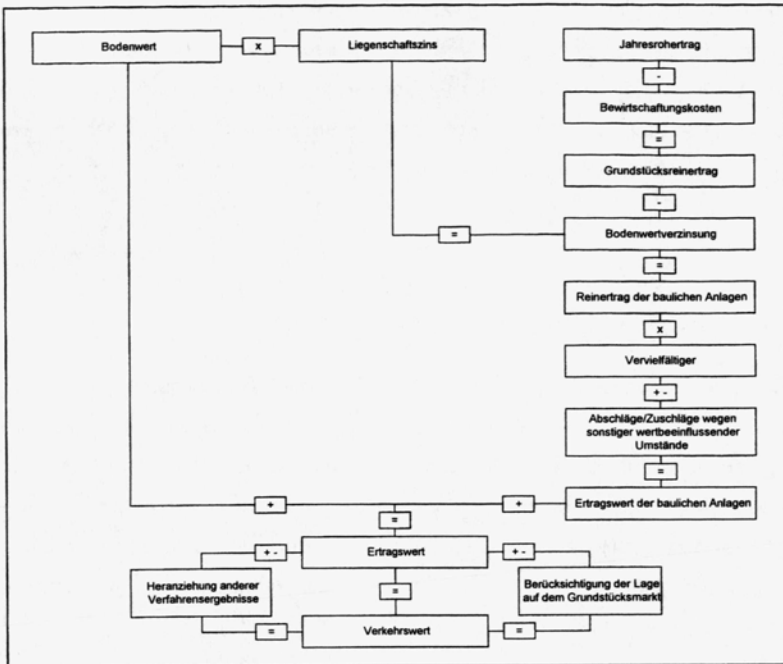 Bodenwert
x
Liegenschaftszins
Jahresrohertrag
-
Bewirtschaftungskosten
=
Grundstücksreinertrag
-
=
Bodenwertverzinsung
=
Reinertrag der baulichen Anlagen
x
Vervielfältiger
+ -
Abschläge/Zuschläge wegen
sonstiger wertbeeinflussender
Umstände
=
+
+
Ertragswert der baulichen Anlagen
=
+ -
Ertragswert
+ -
Heranziehung anderer
Verfahrensergebnisse
=
Berücksichtigung der Lage
auf dem Grundstücksmarkt
=
Verkehrswert
=